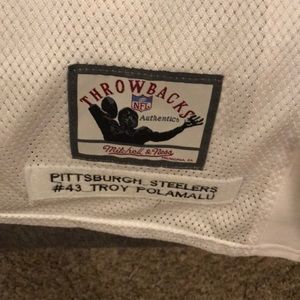 THROWBACKS
NFL
Authentics
Mitchell & Ness
PITTSBURGH STEELERS
#43 TROY POLAMALU